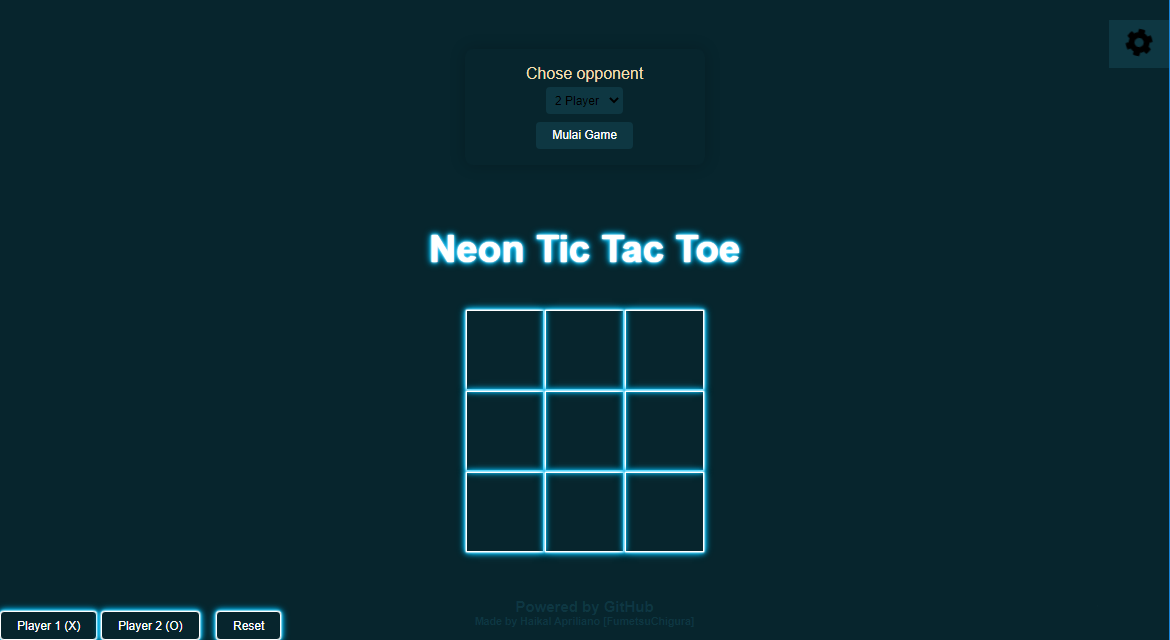 Chose opponent
2 Player
Mulai Game
Neon Tic Tac Toe
Powered by GitHub
Made by Haikal Apriliano [FumetsuChigura]
Player 1 (X)
Player 2 (O)
Reset